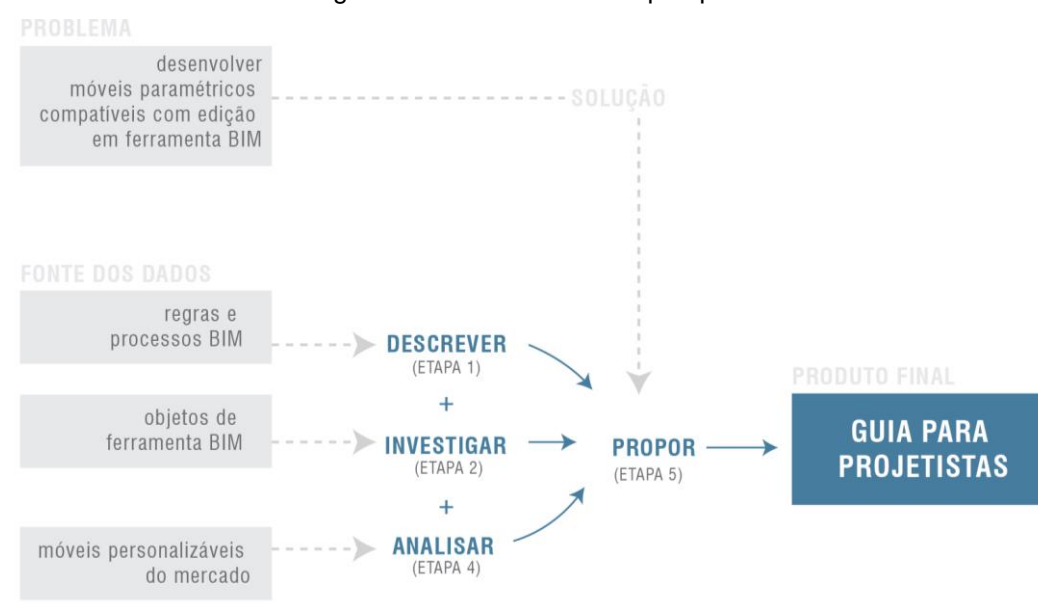 PROBLEMA
desenvolver
móveis paramétricos
compatíveis com edição
em ferramenta BIM
SOLUÇÃO
FONTE DOS DADOS
regras e
processos BIM
DESCREVER
(ETAPA 1)
+
objetos de
ferramenta BIM
INVESTIGAR
(ETAPA 2)
+
móveis personalizáveis
do mercado
ANALISAR
(ETAPA 4)
PROPOR
(ETAPA 5)
PRODUTO FINAL
GUIA PARA
PROJETISTAS